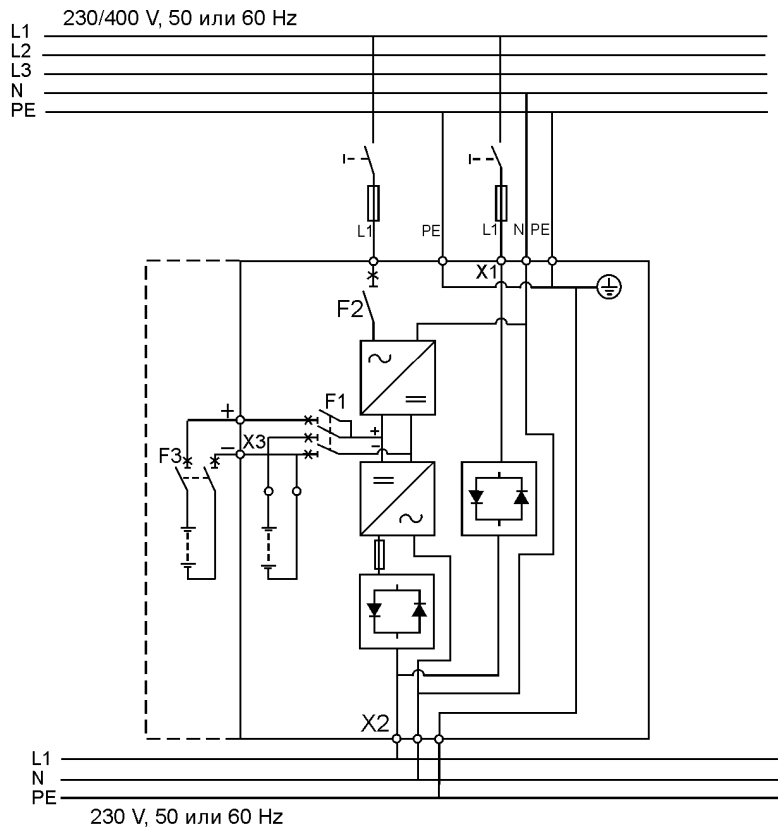 230/400 V, 50 или 60 Hz
L1
L2
L3
N
PE
L1
PE
L1
N
PE
X1
F2
F1
+
X3
+
−
−
F3
X2
L1
N
PE
230 V, 50 или 60 Hz